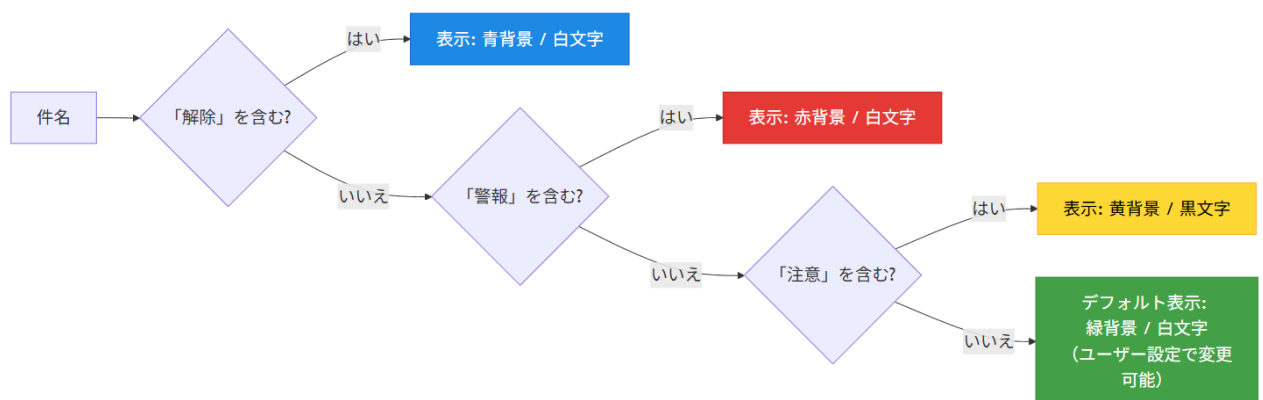 件名
「解除」を含む?
はい
表示: 青背景 / 白文字
いいえ
「警報」を含む?
はい
表示: 赤背景 / 白文字
いいえ
「注意」を含む?
はい
表示: 黄背景 / 黒文字
いいえ
デフォルト表示:
緑背景 / 白文字
（ユーザー設定で変更
可能）